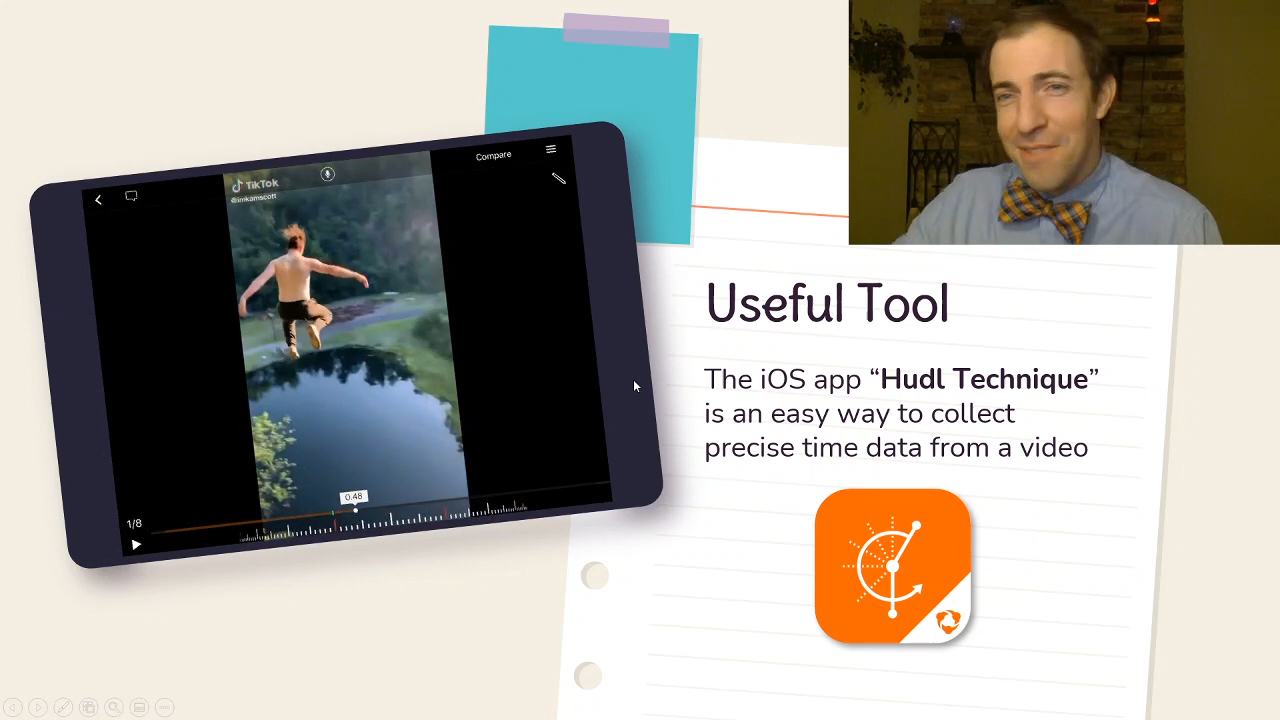 Compare
TikTok
@imkamscott
0.48
1/8
Useful Tool
The iOS app “Hudl Technique”
is an easy way to collect
precise time data from a video